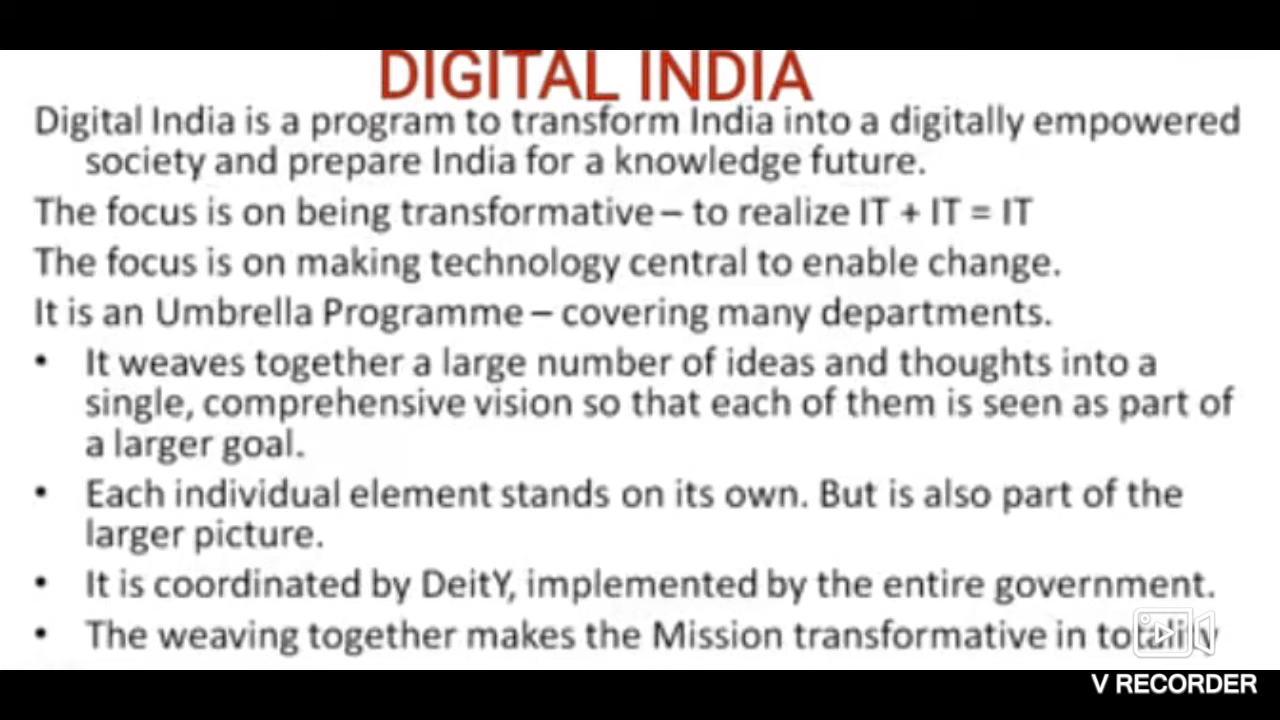 DIGITAL INDIA
Digital India is a program to transform India into a digitally empowered
society and prepare India for a knowledge future.
The focus is on being transformative – to realize IT + IT = IT
The focus is on making technology central to enable change.
It is an Umbrella Programme – covering many departments.
• It weaves together a large number of ideas and thoughts into a
single, comprehensive vision so that each of them is seen as part of
a larger goal.
• Each individual element stands on its own. But is also part of the
larger picture.
• It is coordinated by DeitY, implemented by the entire government.
• The weaving together makes the Mission transformative in totality
V RECORDER